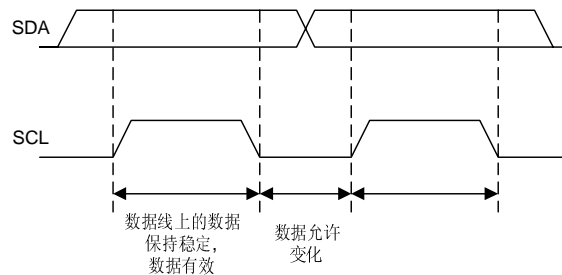 SDA
SCL
数据线上的数据
保持稳定，
数据有效
数据允许
变化